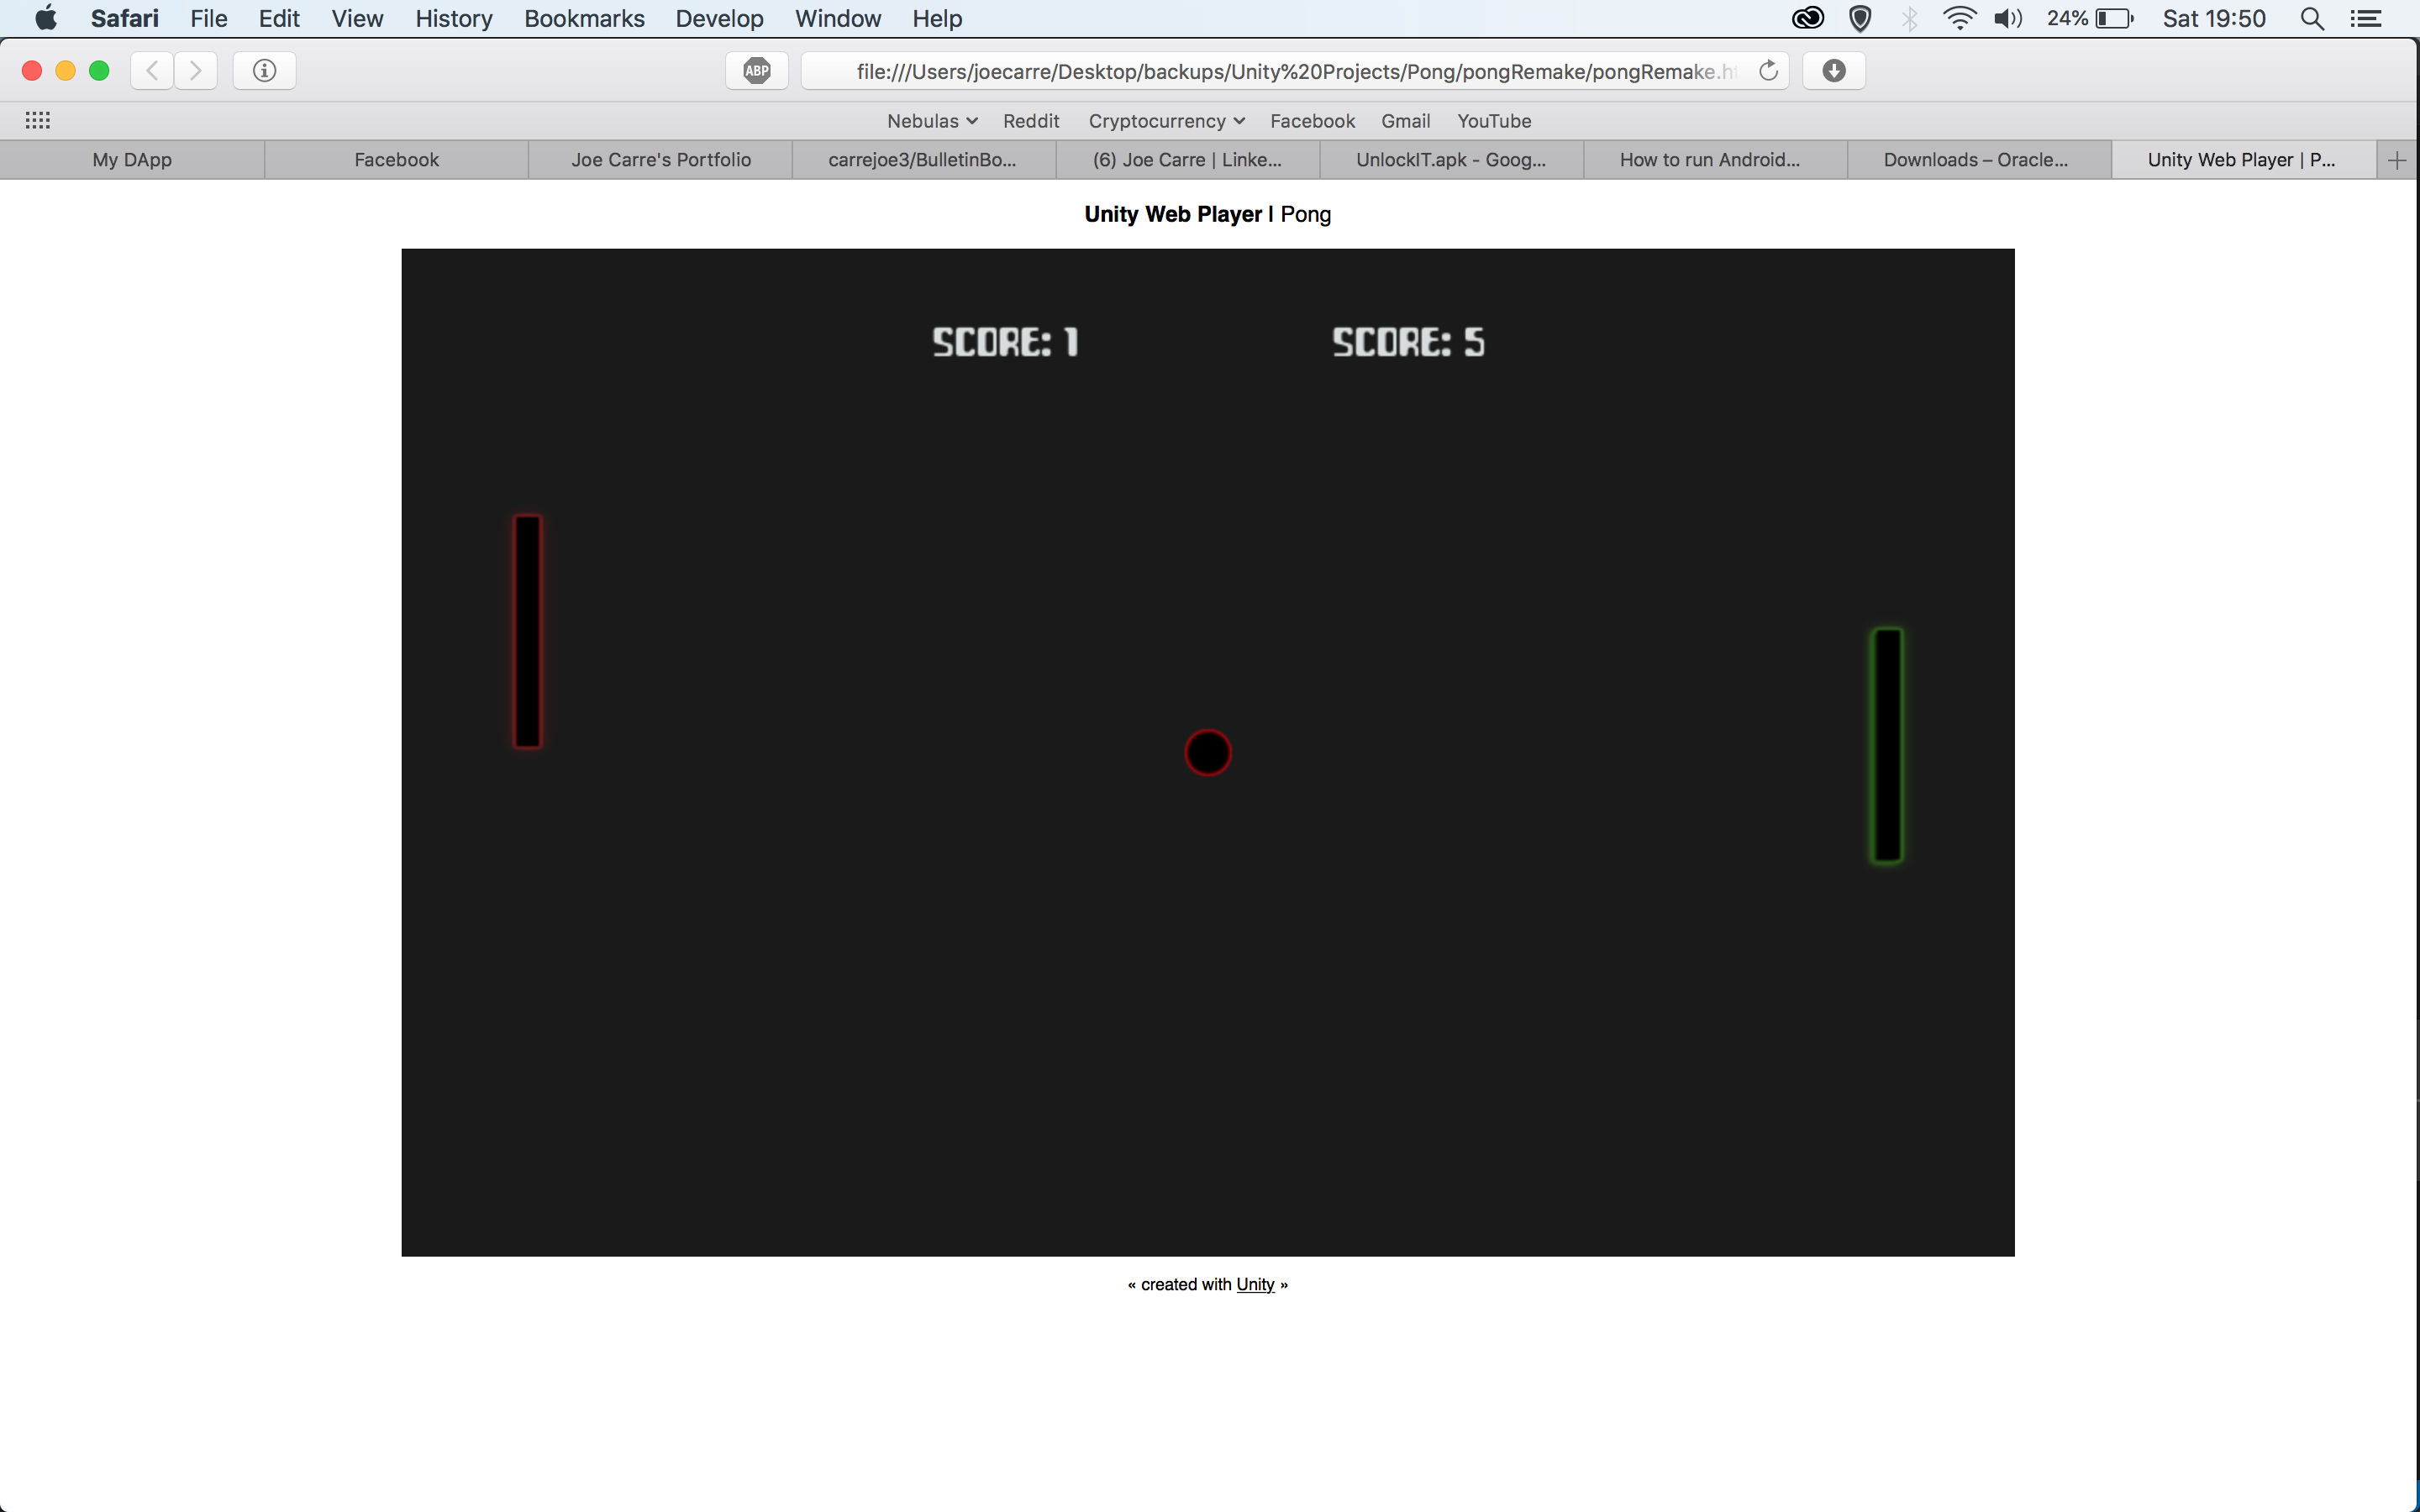 Safari File Edit View History Bookmarks Develop Window Help 24% Sat 19:50
ABP file:///Users/joecarre/Desktop/backups/Unity%20Projects/Pong/pongRemake/pongRemake.h
Nebulas Reddit Cryptocurrency Facebook Gmail YouTube
My DApp Facebook Joe Carre's Portfolio carrejoe3/BulletinBo... (6) Joe Carre | Linke... UnlockIT.apk - Goog... How to run Android... Downloads – Oracle... Unity Web Player | P...
Unity Web Player | Pong
SCORE: 1 SCORE: 5
« created with Unity »